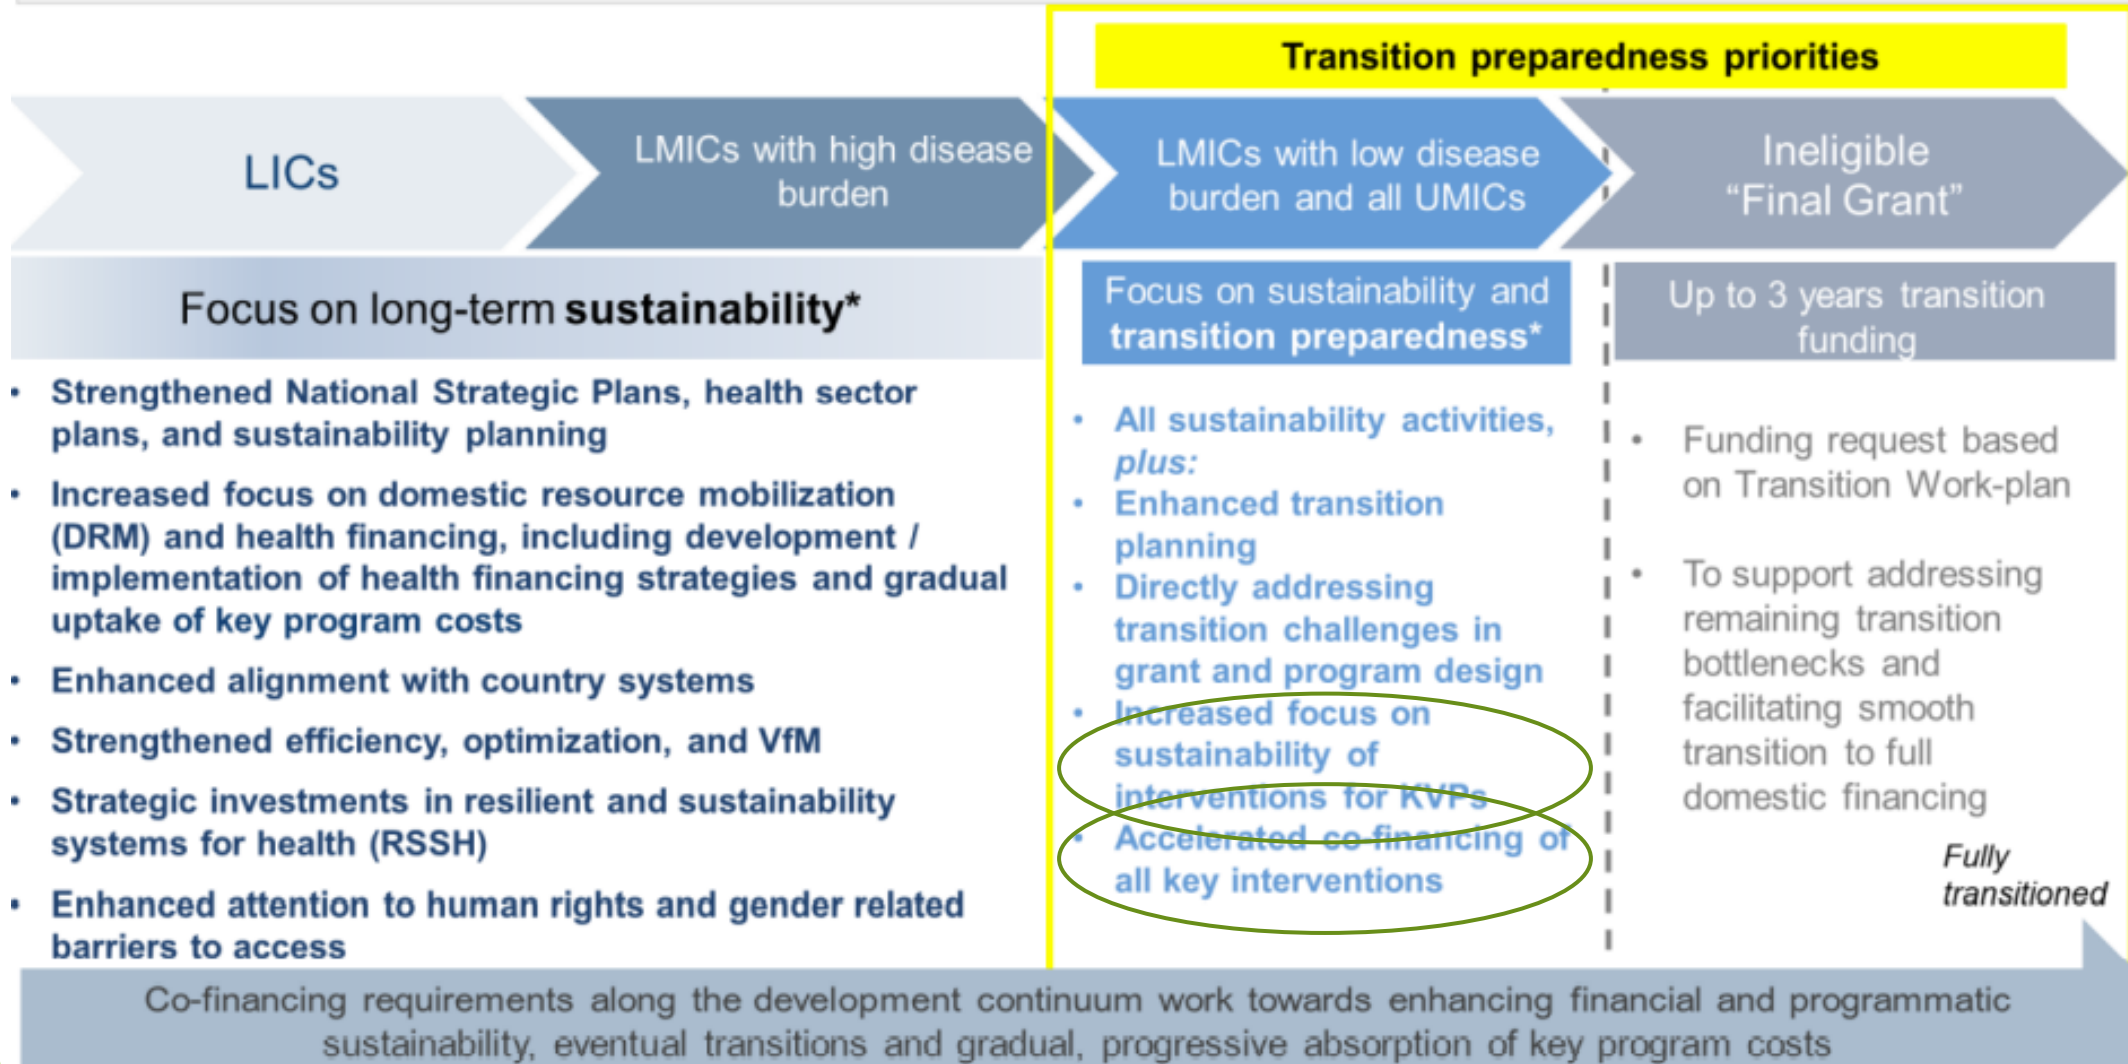 Transition preparedness priorities
LICs
LMICs with high disease
burden
LMICs with low disease
burden and all UMICs
Ineligible
“Final Grant”
Focus on long-term sustainability*
• Strengthened National Strategic Plans, health sector
plans, and sustainability planning
• Increased focus on domestic resource mobilization
(DRM) and health financing, including development /
implementation of health financing strategies and gradual
uptake of key program costs
• Enhanced alignment with country systems
• Strengthened efficiency, optimization, and VfM
• Strategic investments in resilient and sustainability
systems for health (RSSH)
• Enhanced attention to human rights and gender related
barriers to access
Focus on sustainability and
transition preparedness*
• All sustainability activities,
plus:
• Enhanced transition
planning
• Directly addressing
transition challenges in
grant and program design
• Increased focus on
sustainability of
interventions for KVPs
• Accelerated co-financing of
all key interventions
Up to 3 years transition
funding
• Funding request based
on Transition Work-plan
• To support addressing
remaining transition
bottlenecks and
facilitating smooth
transition to full
domestic financing
Fully
transitioned
Co-financing requirements along the development continuum work towards enhancing financial and programmatic
sustainability, eventual transitions and gradual, progressive absorption of key program costs